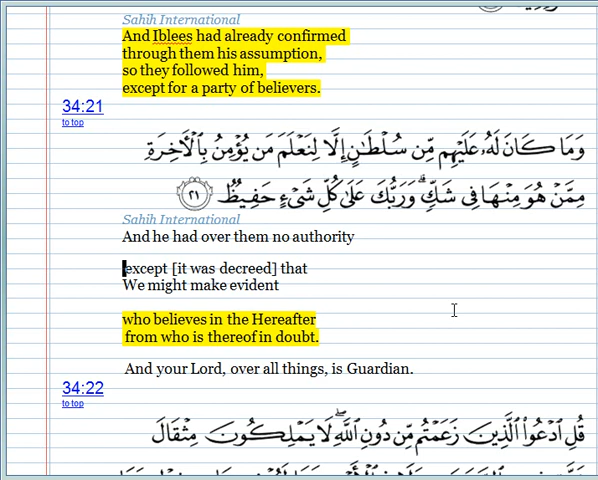 Sahih International
And Iblees had already confirmed
through them his assumption,
so they followed him,
except for a party of believers.
34:21
to top
وَمَا كَانَ لَهُۥ عَلَيْهِم مِّن سُلْطَٰنٍ إِلَّا لِنَعْلَمَ مَن يُؤْمِنُ بِٱلْأَخِرَةِ
مِمَّنْ هُوَ مِنْهَا فِى شَكٍّ ۗ وَرَبُّكَ عَلَىٰ كُلِّ شَىْءٍ حَفِيظٌ ٢١
Sahih International
And he had over them no authority
except [it was decreed] that
We might make evident
who believes in the Hereafter
from who is thereof in doubt.
And your Lord, over all things, is Guardian.
34:22
to top
قُلِ ٱدْعُوا۟ ٱلَّذِينَ زَعَمْتُم مِّن دُونِ ٱللَّهِ ۖ لَا يَمْلِكُونَ مِثْقَالَ